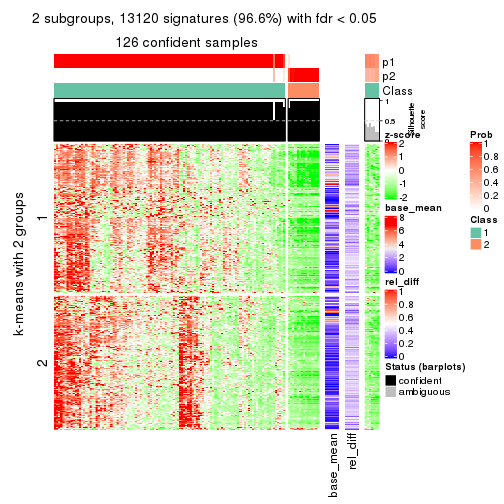 2 subgroups, 13120 signatures (96.6%) with fdr < 0.05
126 confident samples
p1
p2
Class
1
0.5
0
Silhouette
score
k-means with 2 groups
1
2
base_mean
rel_diff
z-score
2
1
0
-1
-2
base_mean
8
6
4
2
0
rel_diff
1
0.8
0.6
0.4
0.2
0
Status (barplots)
confident
ambiguous
Prob
1
0.8
0.6
0.4
0.2
0
Class
1
2